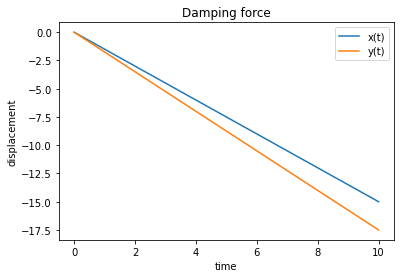 Damping force
x(t)
y(t)
0.0
−2.5
−5.0
−7.5
−10.0
−12.5
−15.0
−17.5
displacement
0 2 4 6 8 10
time